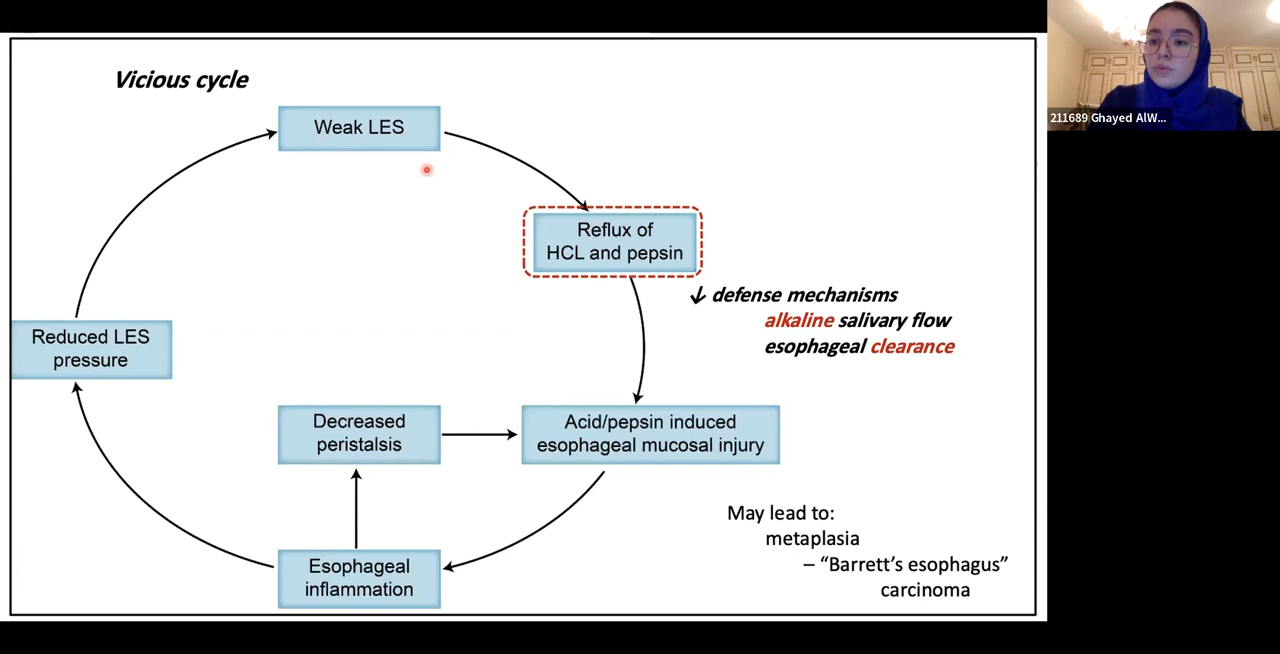 Vicious cycle
Weak LES
Reflux of
HCL and pepsin
↓ defense mechanisms
alkaline salivary flow
esophageal clearance
Reduced LES
pressure
Decreased
peristalsis
Acid/pepsin induced
esophageal mucosal injury
Esophageal
inflammation
May lead to:
metaplasia
– “Barrett’s esophagus”
carcinoma
211689 Ghayed AlW...